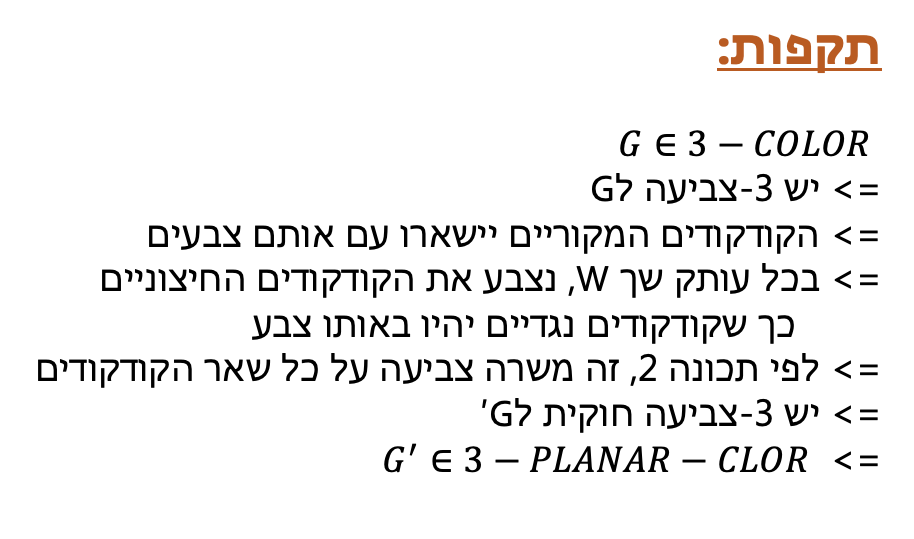 תקפות:
G ∈ 3 − COLOR
=> יש 3-צביעה לG
=> הקודקודים המקוריים יישארו עם אותם צבעים
=> בכל עותק שך W, נצבע את הקודקודים החיצוניים
כך שקודקודים נגדיים יהיו באותו צבע
=> לפי תכונה 2, זה משרה צביעה על כל שאר הקודקודים
=> יש 3-צביעה חוקית לG'
=> G′ ∈ 3 − PLANAR − CLOR